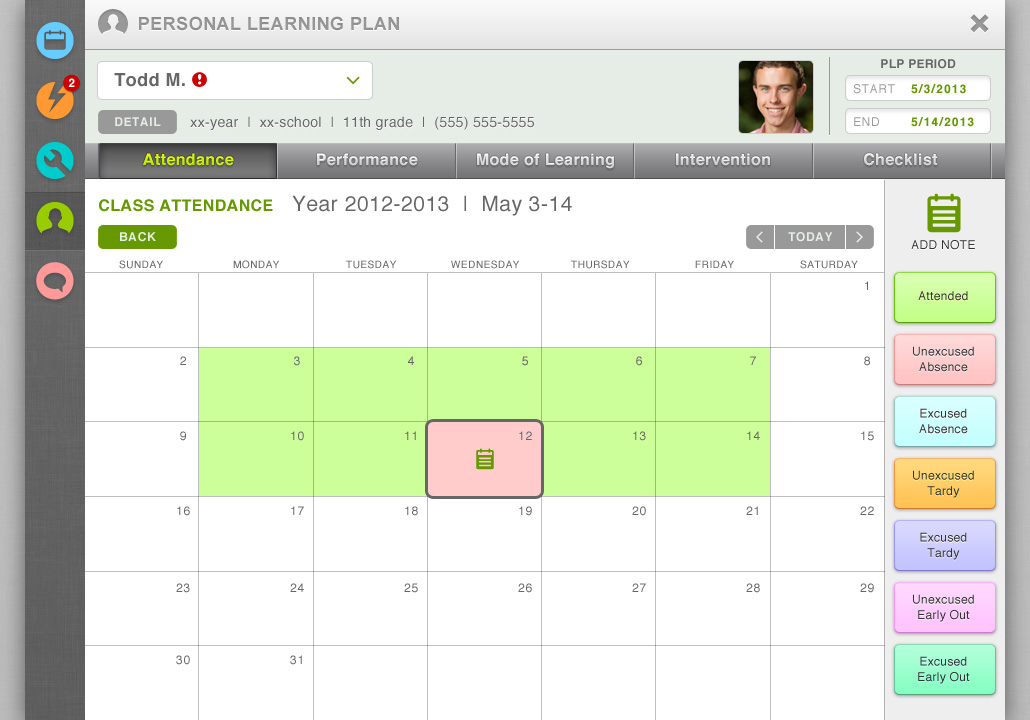 PERSONAL LEARNING PLAN
2
Todd M.
PLP PERIOD
START 5/3/2013
END 5/14/2013
DETAIL xx-year | xx-school | 11th grade | (555) 555-5555
Attendance Performance Mode of Learning Intervention Checklist
CLASS ATTENDANCE Year 2012-2013 | May 3-14
BACK
TODAY
ADD NOTE
SUNDAY MONDAY TUESDAY WEDNESDAY THURSDAY FRIDAY SATURDAY
1
2 3 4 5 6 7 8
9 10 11 12 13 14 15
16 17 18 19 20 21 22
23 24 25 26 27 28 29
30 31
Attended
Unexcused
Absence
Excused
Absence
Unexcused
Tardy
Excused
Tardy
Unexcused
Early Out
Excused
Early Out